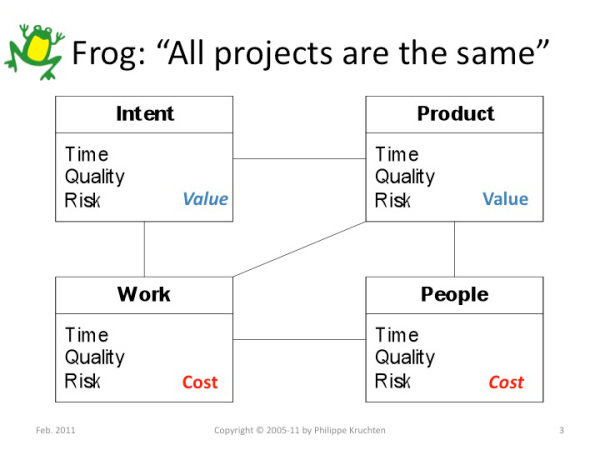 Frog: “All projects are the same”
Intent
Time
Quality
Risk Value
Product
Time
Quality
Risk Value
Work
Time
Quality
Risk Cost
People
Time
Quality
Risk Cost
Feb. 2011 Copyright © 2005-11 by Philippe Kruchten 3